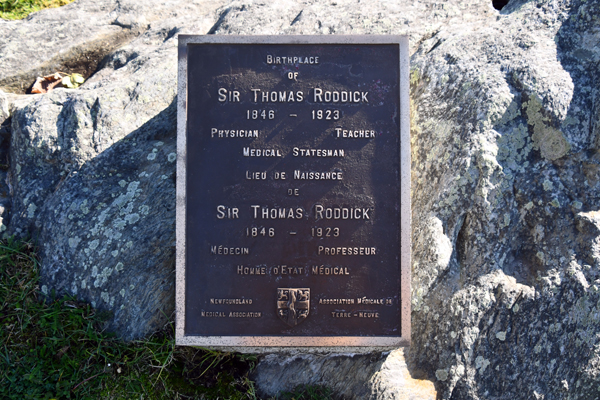 BIRTHPLACE
OF
SIR THOMAS RODDICK
1846 – 1923
PHYSICIAN TEACHER
MEDICAL STATESMAN
LIEU DE NAISSANCE
DE
SIR THOMAS RODDICK
1846 – 1923
MÉDECIN PROFESSEUR
HOMME D'ETAT MÉDICAL
NEWFOUNDLAND
MEDICAL ASSOCIATION
ASSOCIATION MÉDICALE DE
TERRE-NEUVE